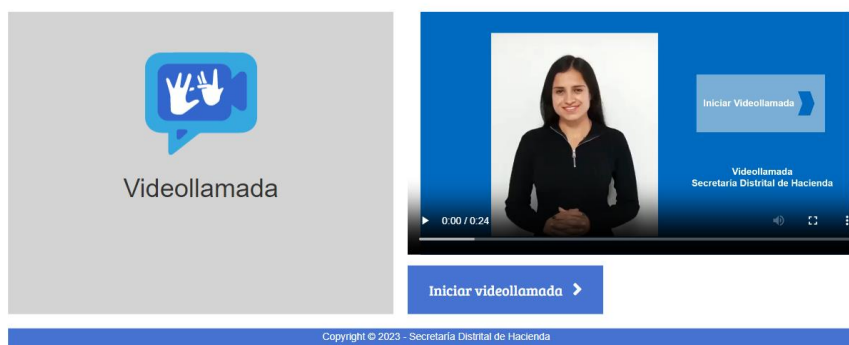 Videollamada
Iniciar Videollamada
Videollamada
Secretaría Distrital de Hacienda
0:00 / 0:24
Iniciar videollamada
Copyright © 2023 - Secretaría Distrital de Hacienda